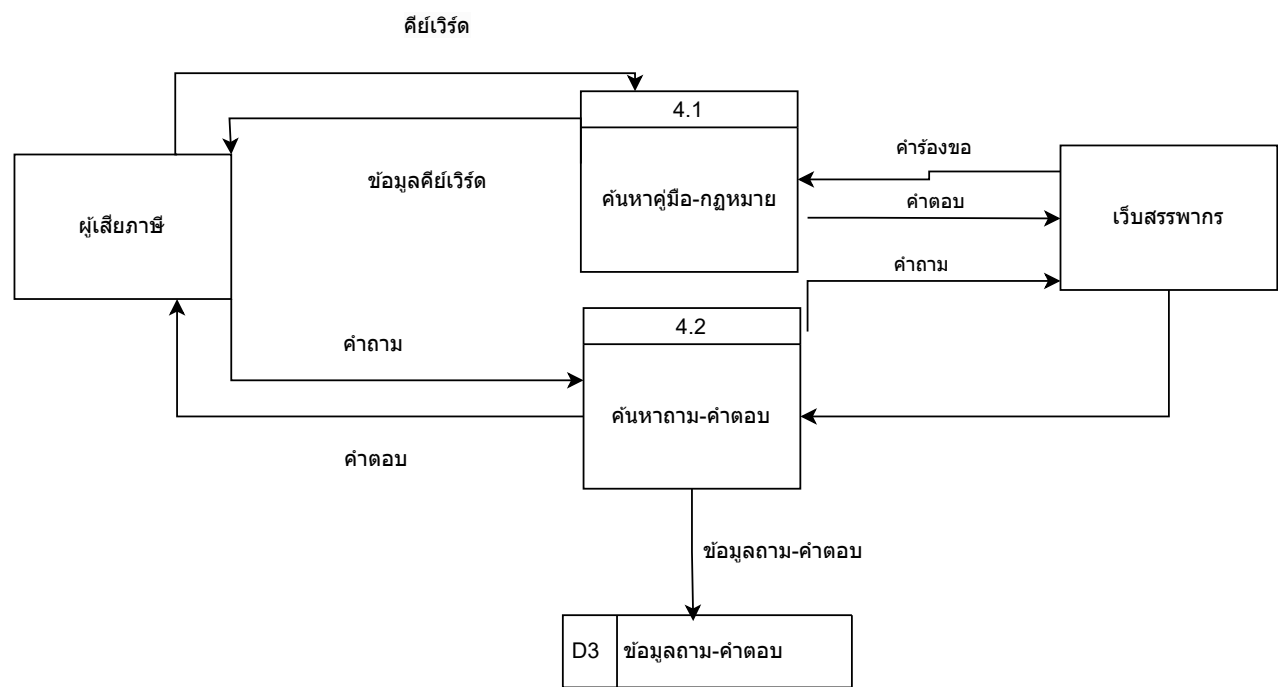 คีย์เวิร์ด
4.1
คำร้องขอ
ข้อมูลคีย์เวิร์ด
ค้นหาคู่มือ-กฏหมาย
คำตอบ
ผู้เสียภาษี
เว็บสรรพากร
คำถาม
4.2
คำถาม
ค้นหาถาม-คำตอบ
คำตอบ
ข้อมูลถาม-คำตอบ
D3
ข้อมูลถาม-คำตอบ